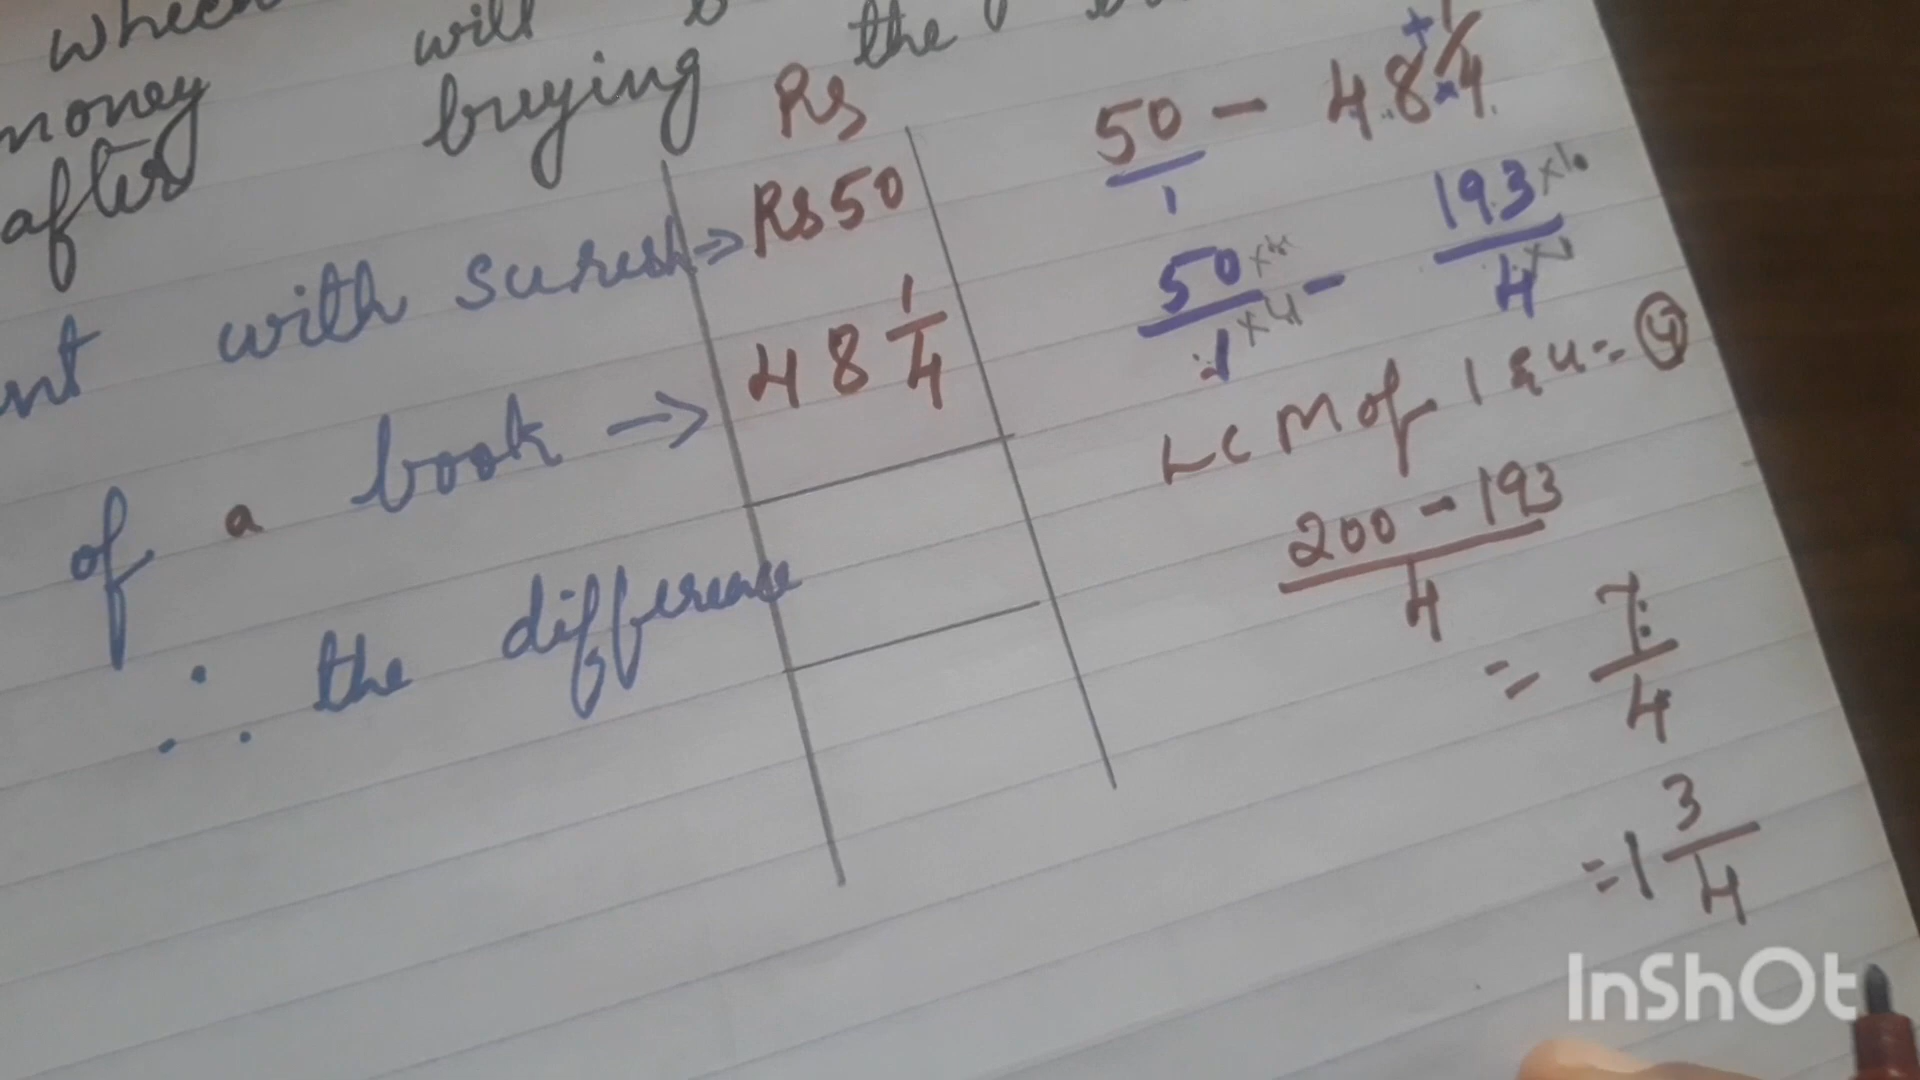 will
money buying the
after Rs
with suresh => Rs 50
of a book → 48 1/4
∴ the difference
50/1 - 48 1/4
50/1 ×4 - 193/4
LCM of 1 & 4 = 4
200 - 193/4
= 7/4
= 1 3/4
InShOt